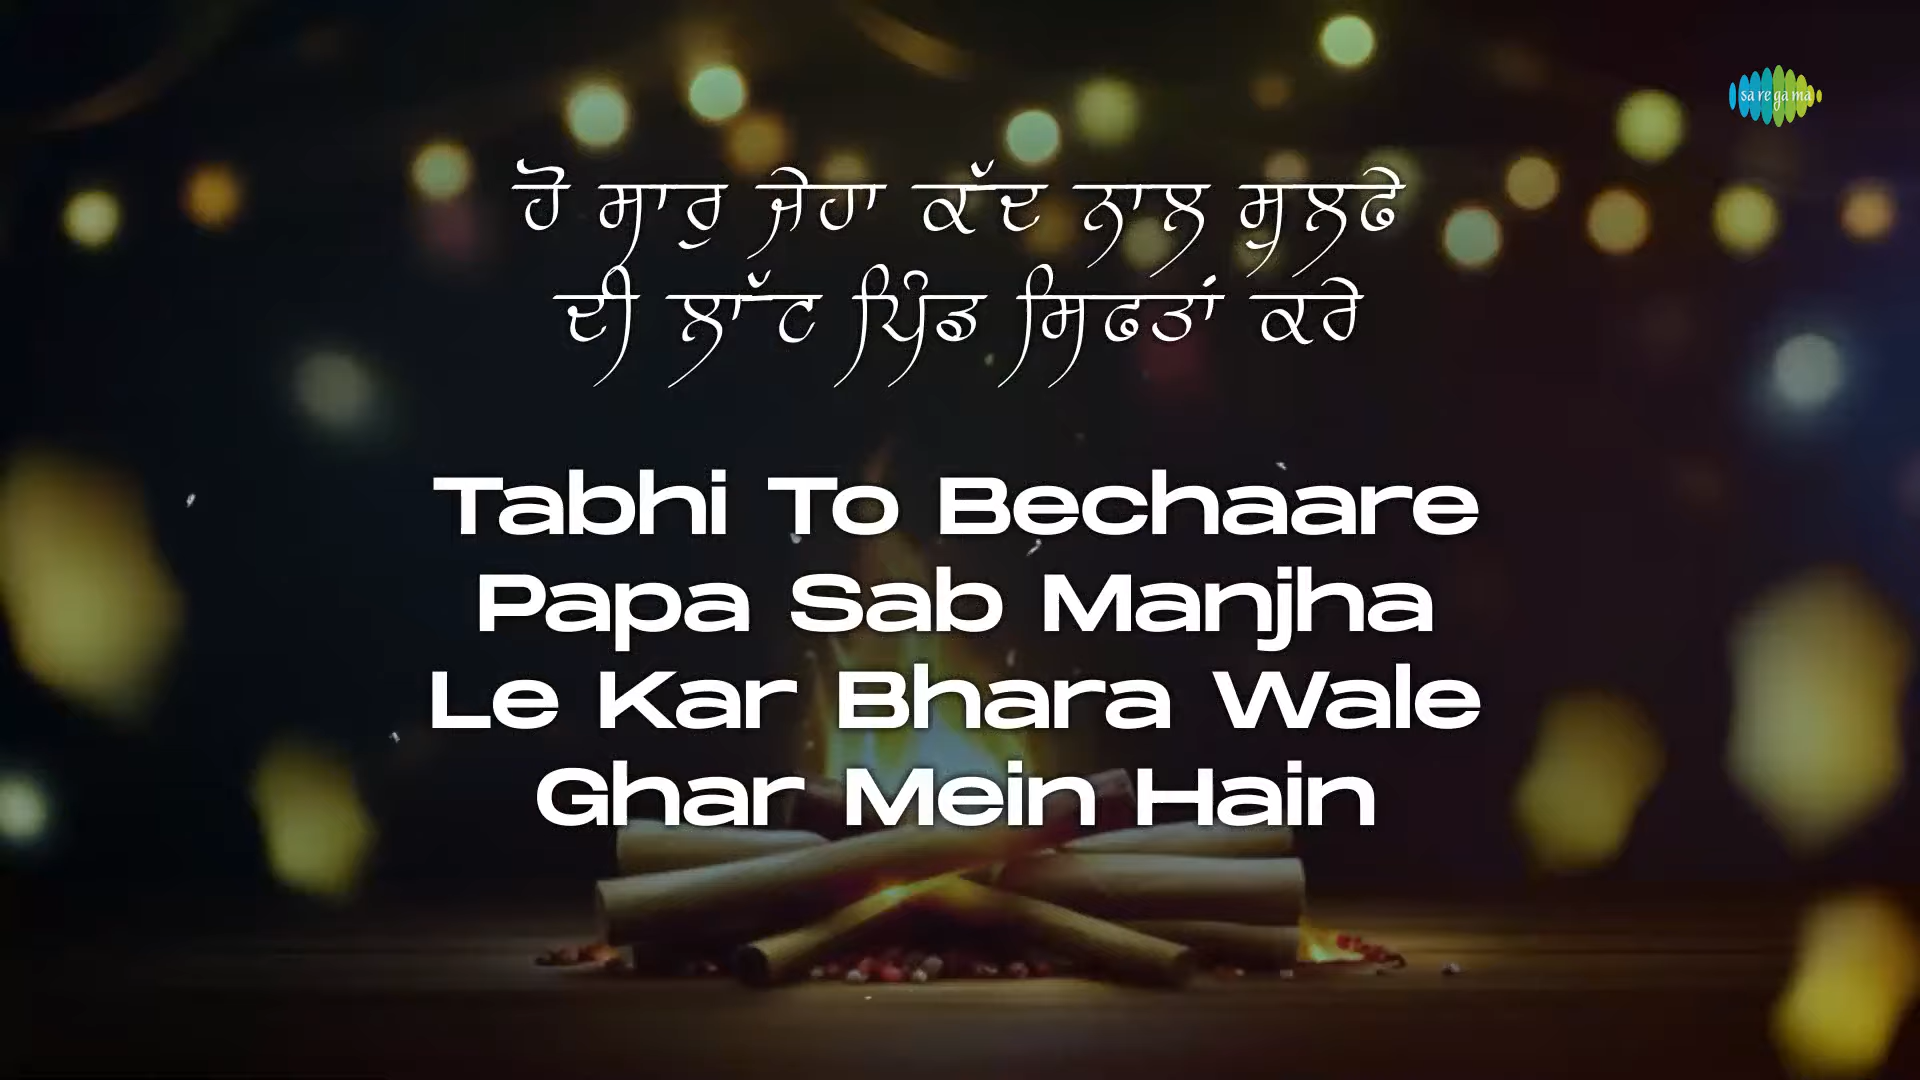 saregama
ਹੋ ਸਾਰੁ ਜੇਹਾ ਕੱਦ ਨਾਲ ਸੁਲਫੇ
ਦੀ ਲਾੱਟ ਪਿੰਡ ਸਿਫਤਾਂ ਕਰੇ
Tabhi To Bechaare
Papa Sab Manjha
Le Kar Bhara Wale
Ghar Mein Hain